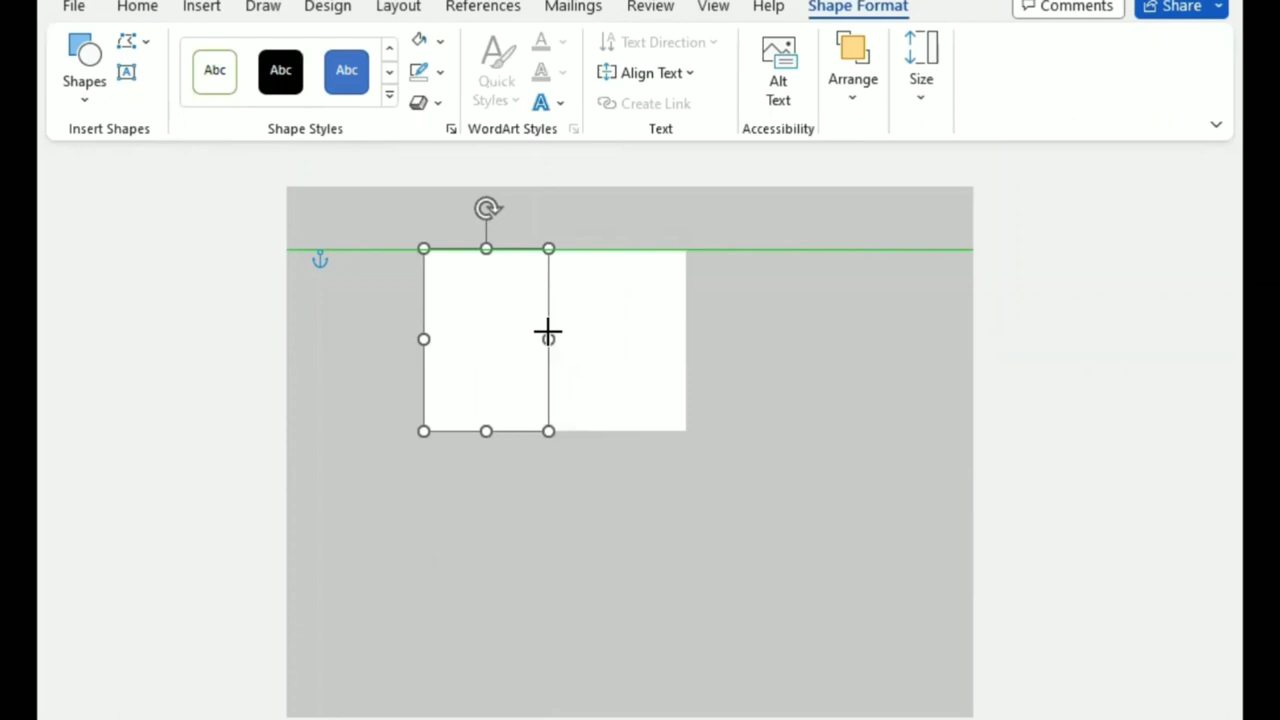 File Home Insert Draw Design Layout References Mailings Review View Help Shape Format Comments Share
Shapes
Insert Shapes
Abc Abc Abc
Shape Styles
Quick
Styles
A
A
A
WordArt Styles
Text Direction
Align Text
Create Link
Text
Alt
Text
Accessibility
Arrange
Size